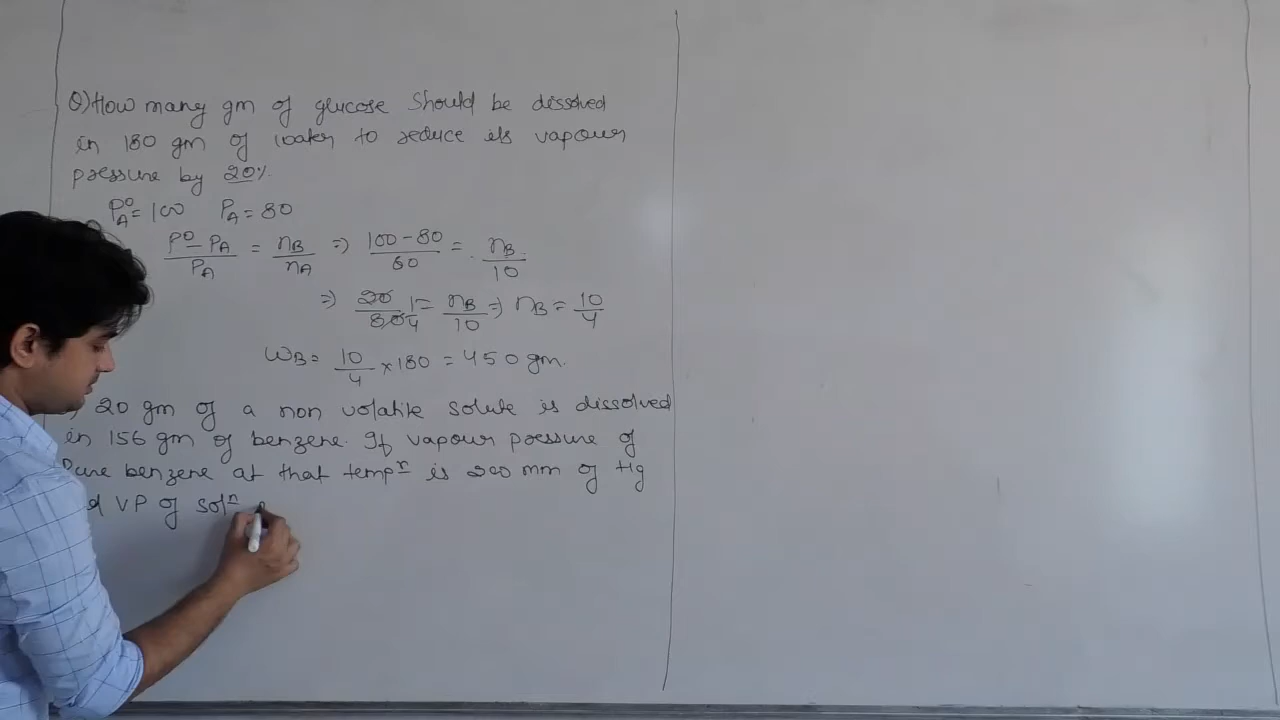 Q) How many gm of glucose should be dissolved
in 180 gm of water to reduce its vapour
pressure by 20%.
P°A = 100 PA = 80
P° - PA / PA = nB / nA ⇒ 100 - 80 / 80 = nB / 10
⇒ 20 / 80 1 / 4 = nB / 10 ⇒ nB = 10 / 4
WB = 10 / 4 × 180 = 450 gm.
) 20 gm of a non volatile solute is dissolved
in 156 gm of benzene. If vapour pressure of
Pure benzene at that tempr is 200 mm of Hg
d VP of soln